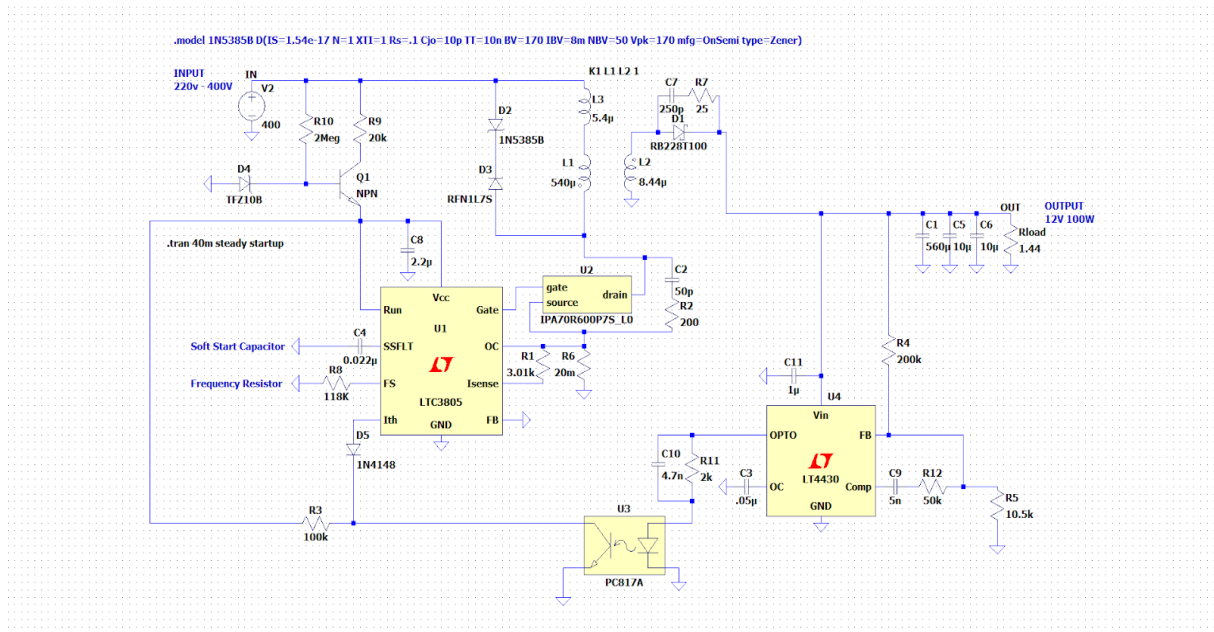 .model 1N5385B D(IS=1.54e-17 N=1 XTI=1 Rs=.1 Cjo=10p TT=10n BV=170 IBV=8m NBV=50 Vpk=170 mfg=OnSemi type=Zener)
INPUT
220v - 400V
IN
V2
400
R10
2Meg
R9
20k
D4
TFZ10B
Q1
NPN
D2
1N5385B
D3
RFN1L7S
K1 L1 L2 1
L3
5.4µ
L1
540µ
L2
8.44µ
C7
250p
R7
25
D1
RB228T100
OUT
OUTPUT
12V 100W
C1
560µ
C5
10µ
C6
10µ
Rload
1.44
.tran 40m steady startup
C8
2.2µ
U2
gate
source
drain
IPA70R600P7S_L0
C2
50p
R2
200
Vcc
Run
Gate
U1
SSFLT
OC
FS
Isense
LTC3805
Ith
FB
GND
Soft Start Capacitor
C4
0.022µ
Frequency Resistor
R8
118K
R1
3.01k
R6
20m
D5
1N4148
R3
100k
R4
200k
C11
1µ
U4
Vin
OPTO
FB
LT4430
OC
Comp
GND
C10
4.7n
R11
2k
C3
.05µ
C9
5n
R12
50k
R5
10.5k
U3
PC817A